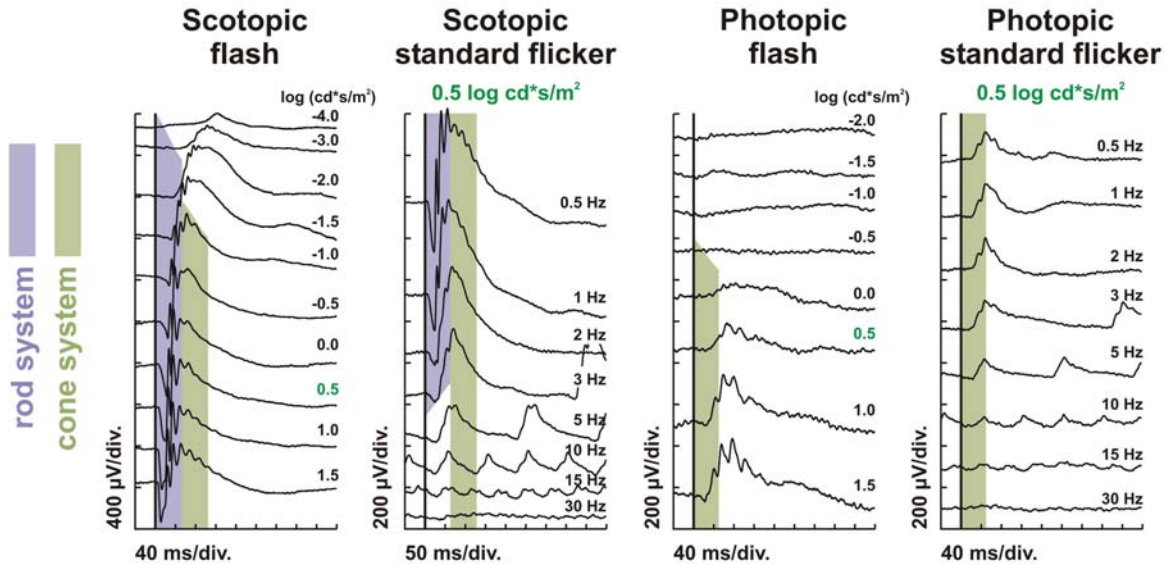 Scotopic
flash
Scotopic
standard flicker
Photopic
flash
Photopic
standard flicker
0.5 log cd*s/m²
0.5 log cd*s/m²
rod system
cone system
log (cd*s/m²)
-4.0
-3.0
-2.0
-1.5
-1.0
-0.5
0.0
0.5
1.0
1.5
400 µV/div.
40 ms/div.
0.5 Hz
1 Hz
2 Hz
3 Hz
5 Hz
10 Hz
15 Hz
30 Hz
200 µV/div.
50 ms/div.
log (cd*s/m²)
-2.0
-1.5
-1.0
-0.5
0.0
0.5
1.0
1.5
200 µV/div.
40 ms/div.
0.5 Hz
1 Hz
2 Hz
3 Hz
5 Hz
10 Hz
15 Hz
30 Hz
200 µV/div.
40 ms/div.